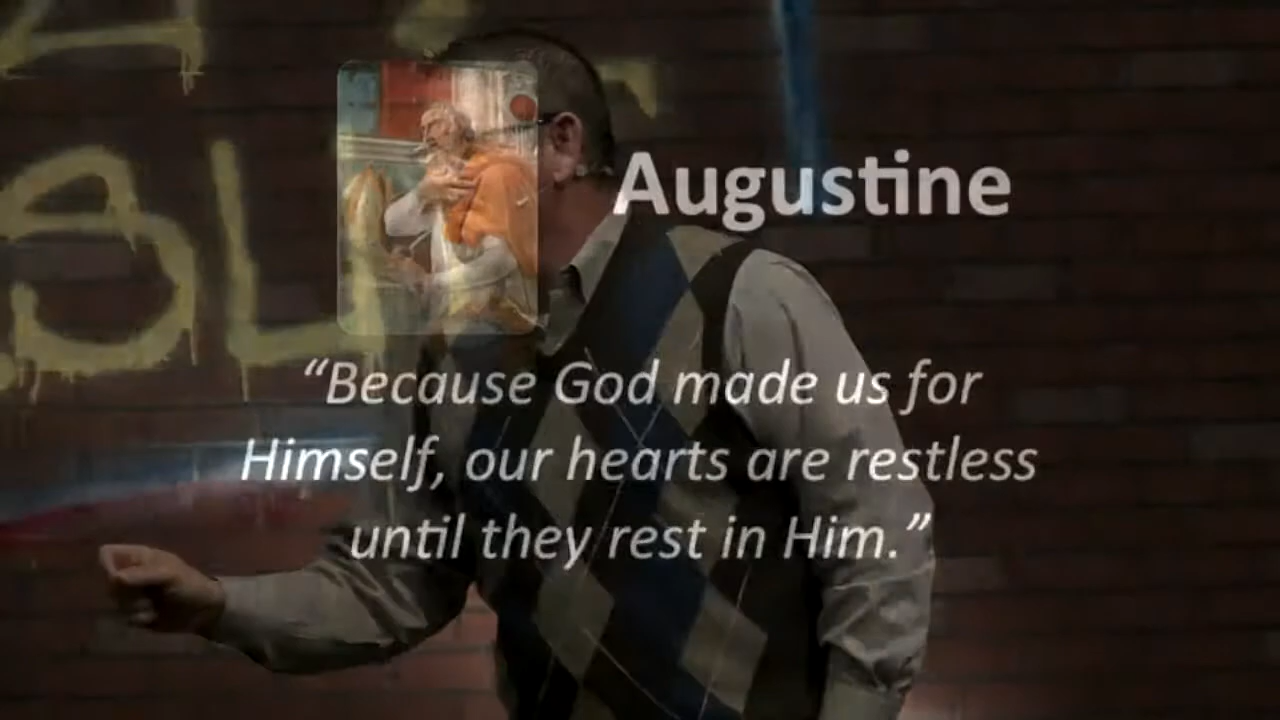 Augustine
“Because God made us for
Himself, our hearts are restless
until they rest in Him.”